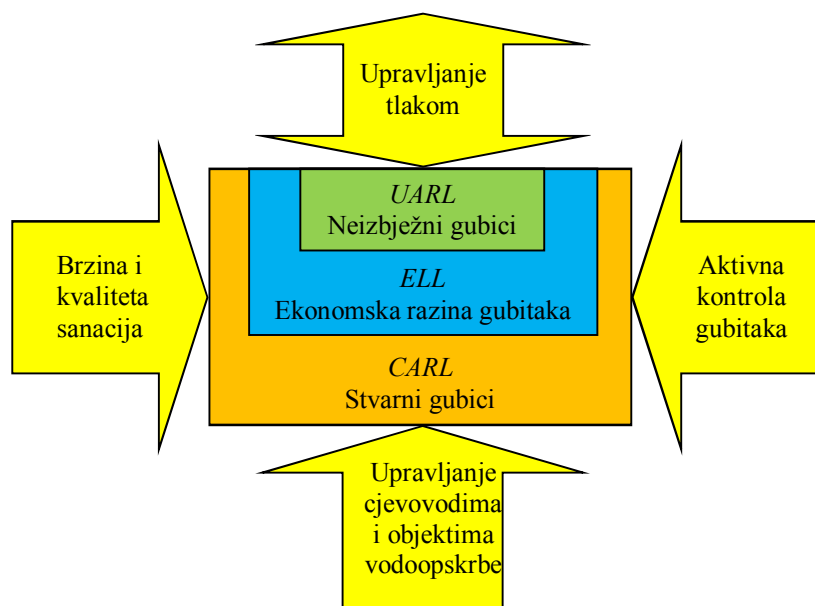 Upravljanje
tlakom
Brzina i
kvaliteta
sanacija
UARL
Neizbježni gubici
ELL
Ekonomska razina gubitaka
CARL
Stvarni gubici
Aktivna
kontrola
gubitaka
Upravljanje
cjevovodima
i objektima
vodoopskrbe